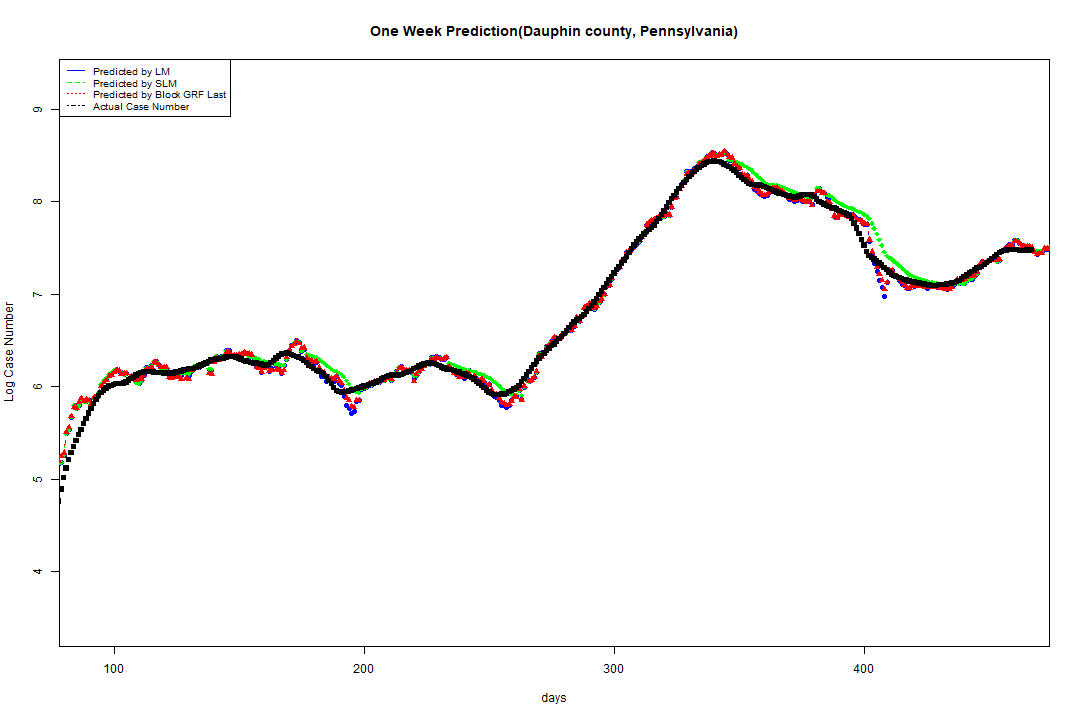 One Week Prediction(Dauphin county, Pennsylvania)
Predicted by LM
Predicted by SLM
Predicted by Block GRF Last
Actual Case Number
9
8
7
6
5
4
Log Case Number
100 200 300 400
days